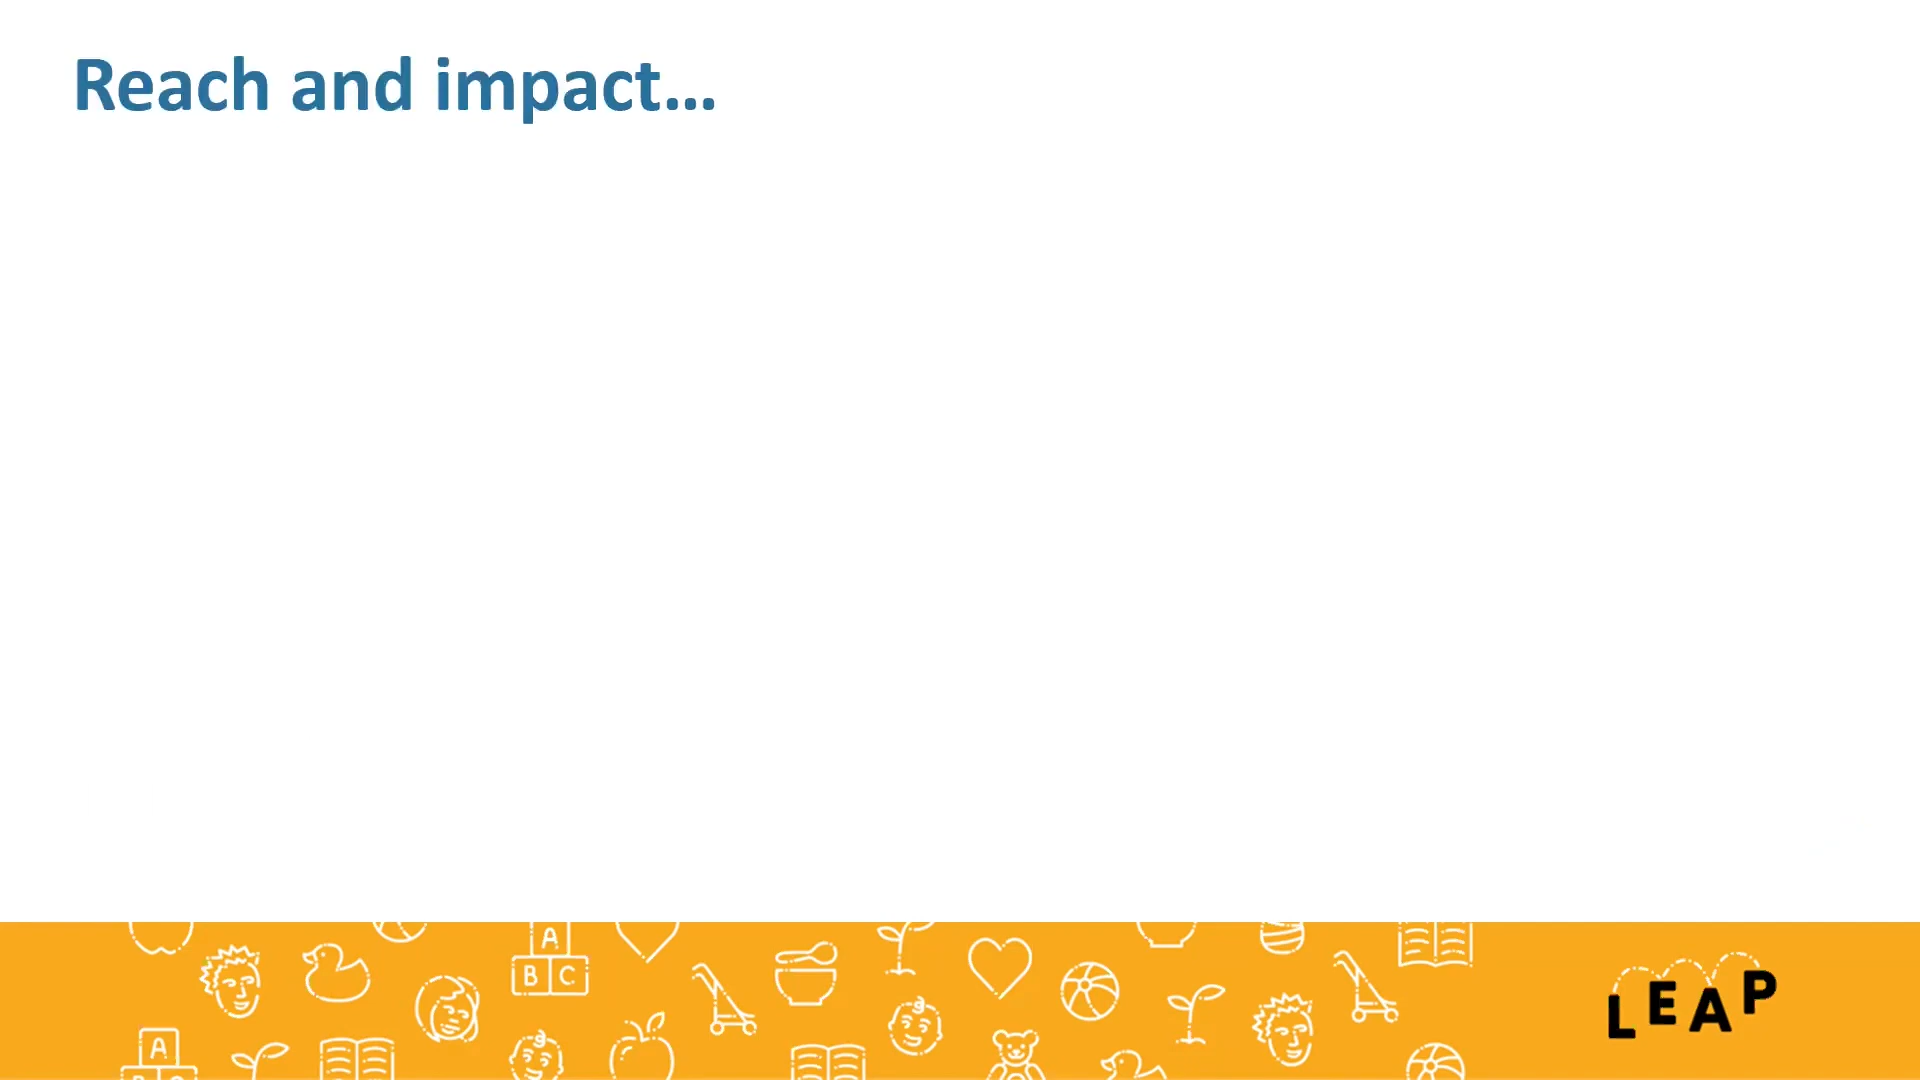 Reach and impact...
A
B C
A
B C
LEAP